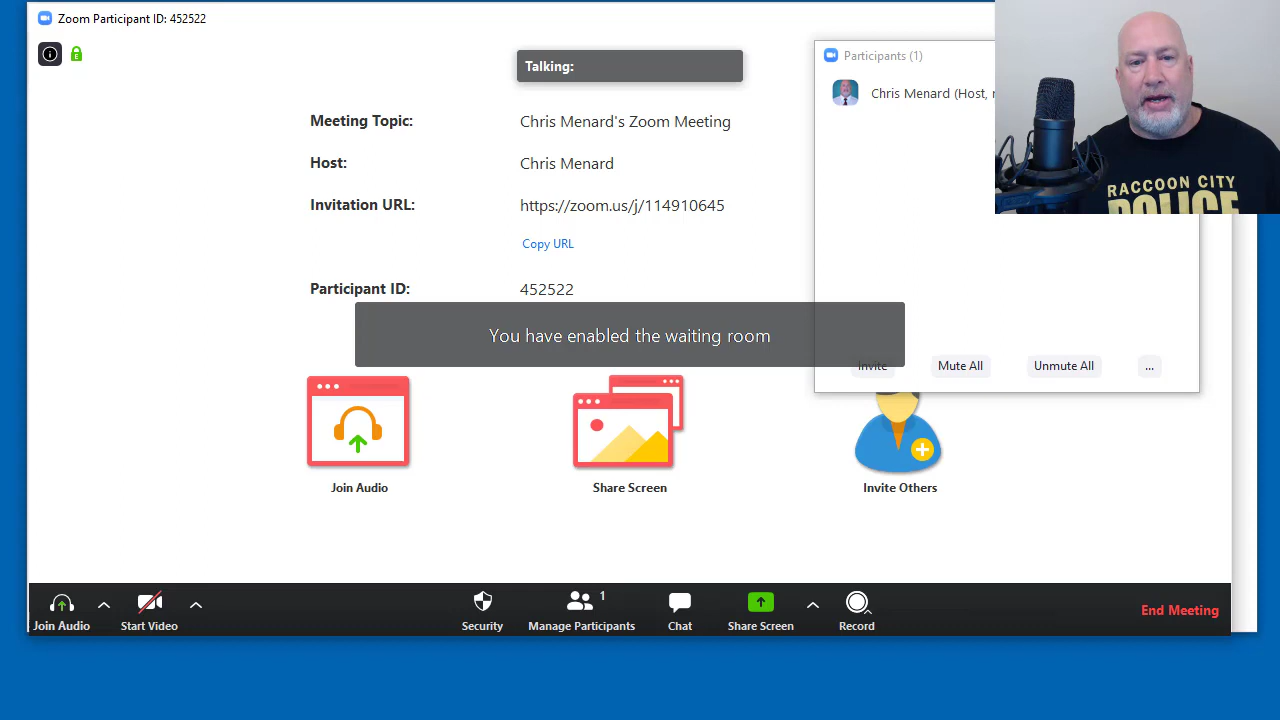 Zoom Participant ID: 452522
Talking:
Participants (1)
Chris Menard (Host,
Meeting Topic:
Chris Menard's Zoom Meeting
Host:
Chris Menard
Invitation URL:
https://zoom.us/j/114910645
Copy URL
Participant ID:
452522
You have enabled the waiting room
Invite
Mute All
Unmute All
...
Join Audio
Share Screen
Invite Others
RACCOON CITY
POLICE
Join Audio
Start Video
Security
Manage Participants
1
Chat
Share Screen
Record
End Meeting